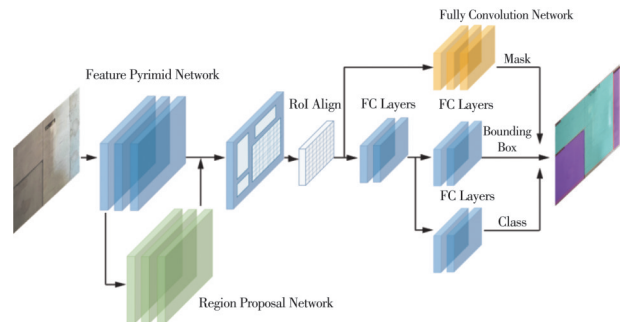 Fully Convolution Network
Feature Pyrimid Network
Mask
RoI Align
FC Layers
FC Layers
Bounding
Box
FC Layers
Class
Region Proposal Network